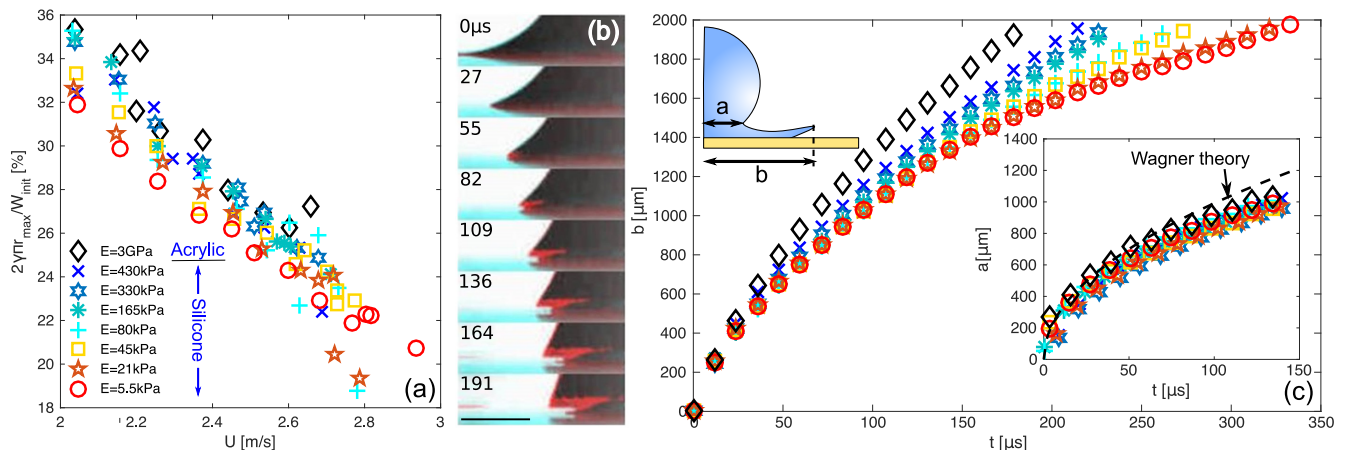 2γπr_max/W_init [%]
36
34
32
30
28
26
24
22
20
18
E=3GPa
Acrylic
E=430kPa
E=330kPa
E=165kPa
E=80kPa
E=45kPa
E=21kPa
E=5.5kPa
Silicone
(a)
2
2.2
2.4
2.6
2.8
3
U [m/s]
(b)
0μs
27
55
82
109
136
164
191
b [μm]
2000
1800
1600
1400
1200
1000
800
600
400
200
0
a
b
0
50
100
150
200
250
300
350
t [μs]
(c)
Wagner theory
a [μm]
1400
1200
1000
800
600
400
200
0
0
50
100
150
t [μs]